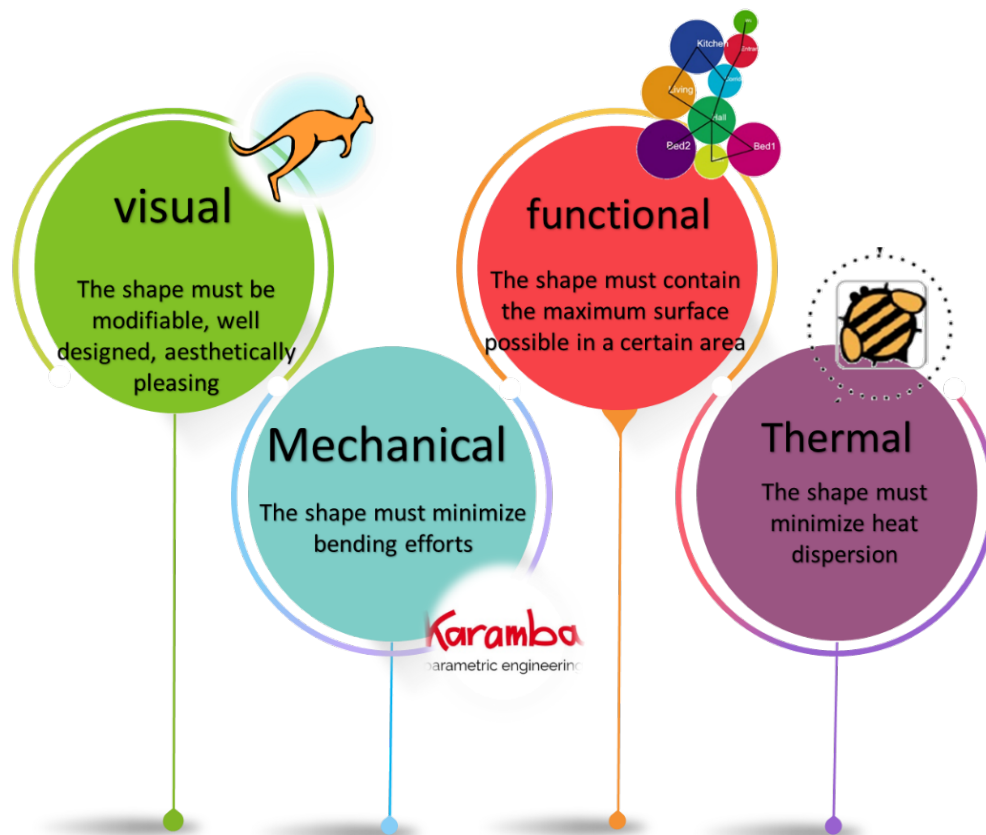 visual
The shape must be
modifiable, well
designed, aesthetically
pleasing
Mechanical
The shape must minimize
bending efforts
Karamba
parametric engineering
functional
The shape must contain
the maximum surface
possible in a certain area
Kitchen
Living
Hall
Bed2
Bed1
Thermal
The shape must
minimize heat
dispersion